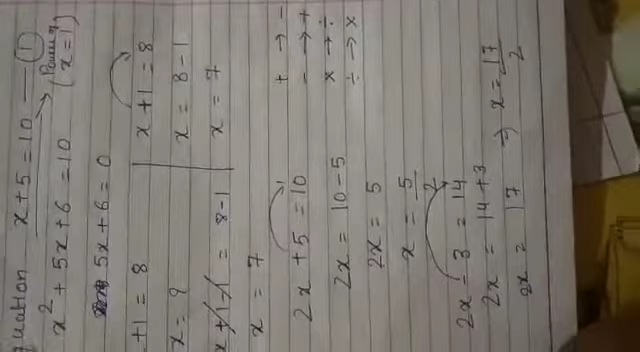 quation x + 5 = 10 — ①
x² + 5x + 6 = 10 (Power of x = 1)
5x + 6 = 0
+1 = 8
x = ?
x + 1 - 1 = 8 - 1
x = 7
x + 1 = 8
x = 8 - 1
x = 7
2x + 5 = 10
2x = 10 - 5
2x = 5
x = 5/2
+ → -
- → +
× → ÷
÷ → ×
2x - 3 = 14
2x = 14 + 3
2x = 17 ⇒ x = 17/2